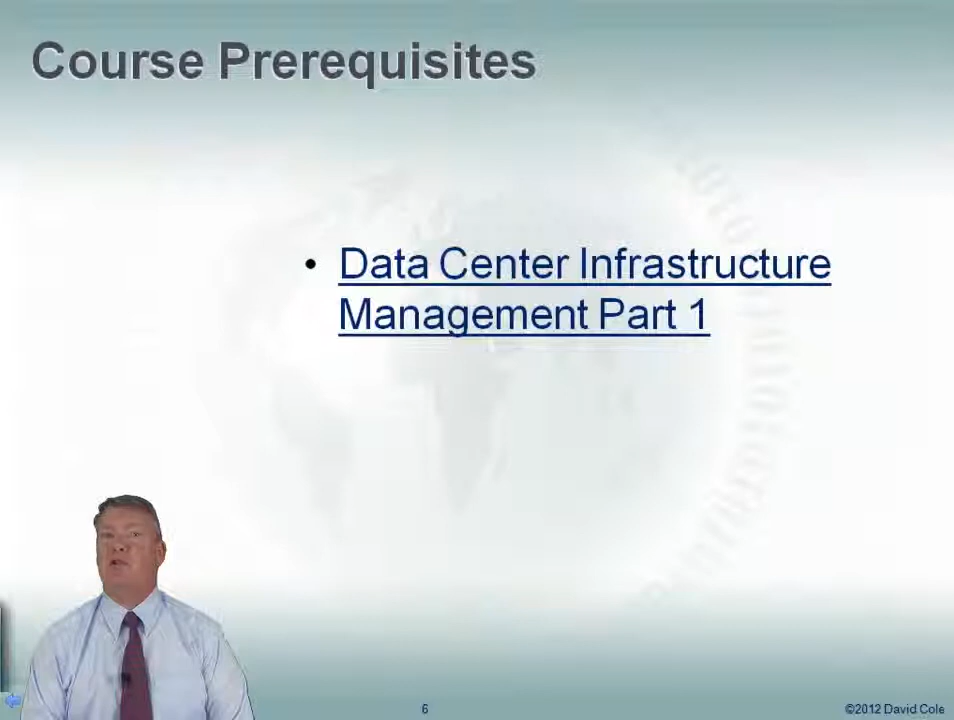 Course Prerequisites
• Data Center Infrastructure
Management Part 1
6
©2012 David Cole